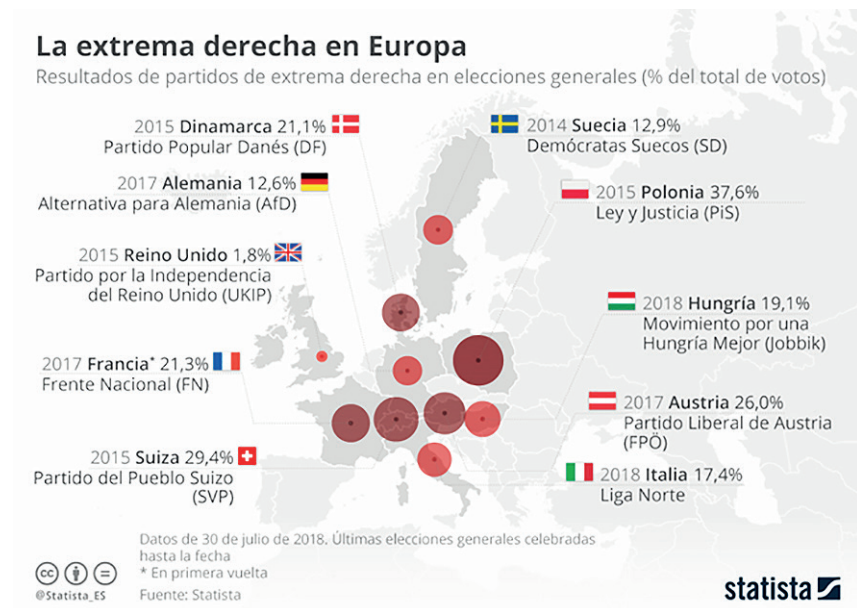 La extrema derecha en Europa
Resultados de partidos de extrema derecha en elecciones generales (% del total de votos)
2015 Dinamarca 21,1%
Partido Popular Danés (DF)
2017 Alemania 12,6%
Alternativa para Alemania (AfD)
2015 Reino Unido 1,8%
Partido por la Independencia
del Reino Unido (UKIP)
2017 Francia* 21,3%
Frente Nacional (FN)
2015 Suiza 29,4%
Partido del Pueblo Suizo
(SVP)
2014 Suecia 12,9%
Demócratas Suecos (SD)
2015 Polonia 37,6%
Ley y Justicia (PiS)
2018 Hungría 19,1%
Movimiento por una
Hungría Mejor (Jobbik)
2017 Austria 26,0%
Partido Liberal de Austria
(FPÖ)
2018 Italia 17,4%
Liga Norte
Datos de 30 de julio de 2018. Últimas elecciones generales celebradas
hasta la fecha
* En primera vuelta
Fuente: Statista
cc
@Statista_ES
statista